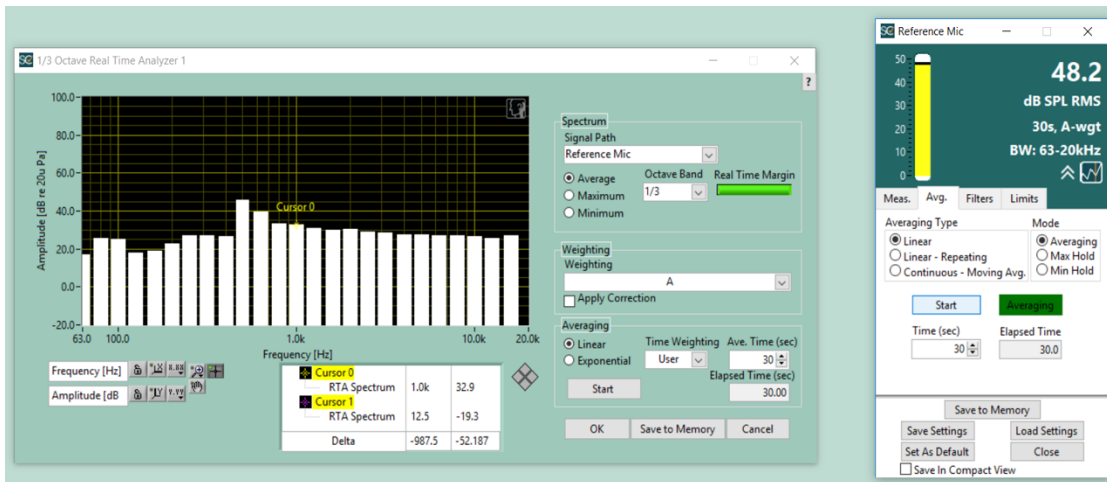 SC 1/3 Octave Real Time Analyzer 1
?
100.0
80.0
60.0
40.0
20.0
0.0
-20.0
Amplitude [dB re 20u Pa]
Cursor 0
63.0 100.0 1.0k 10.0k 20.0k
Frequency [Hz]
Frequency [Hz]
Amplitude [dB
Cursor 0
RTA Spectrum 1.0k 32.9
Cursor 1
RTA Spectrum 12.5 -19.3
Delta -987.5 -52.187
Spectrum
Signal Path
Reference Mic
Average
Maximum
Minimum
Octave Band
1/3
Real Time Margin
Weighting
Weighting
A
Apply Correction
Averaging
Linear
Exponential
Time Weighting
User
Ave. Time (sec)
30
Start
Elapsed Time (sec)
30.00
OK Save to Memory Cancel
SC Reference Mic
50
40
30
20
10
0
48.2
dB SPL RMS
30s, A-wgt
BW: 63-20kHz
Meas. Avg. Filters Limits
Averaging Type
Linear
Linear - Repeating
Continuous - Moving Avg.
Mode
Averaging
Max Hold
Min Hold
Start Averaging
Time (sec) Elapsed Time
30 30.0
Save to Memory
Save Settings Load Settings
Set As Default Close
Save In Compact View